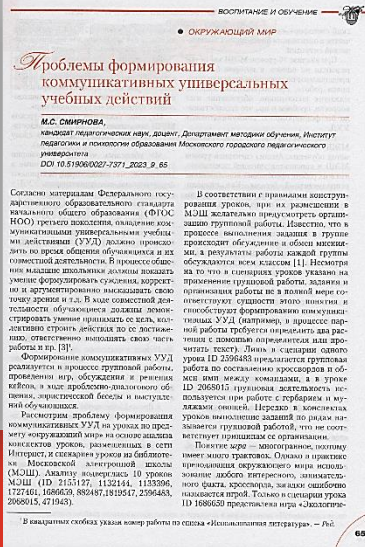 ВОСПИТАНИЕ И ОБУЧЕНИЕ
● ОКРУЖАЮЩИЙ МИР
Проблемы формирования
коммуникативных универсальных
учебных действий
М.С. СМИРНОВА,
кандидат педагогических наук, доцент, Департамент методики обучения, Институт
педагогики и психологии образования Московского городского педагогического
университета
DOI 10.51906/0027-7371_2023_9_65
Согласно материалам Федерального госу-
дарственного образовательного стандарта
начального общего образования (ФГОС
НОО) третьего поколения, овладение ком-
муникативными универсальными учебны-
ми действиями (УУД) должно происхо-
дить во время общения обучающихся и их
совместной деятельности. В процессе обще-
ния младшие школьники должны показать
умение формулировать суждения, коррект-
но и аргументированно высказывать свою
точку зрения и т.д. В ходе совместной дея-
тельности обучающиеся должны демон-
стрировать умение принимать ее цель, кол-
лективно строить действия по ее достиже-
нию, ответственно выполнять свою часть
работы и пр. [3]¹.
Формирование коммуникативных УУД
реализуется в процессе групповой работы,
проведения игр, обсуждения и решения
кейсов, в ходе проблемно-диалогового об-
щения, эвристической беседы и выступле-
ний обучающихся.
Рассмотрим проблему формирования
коммуникативных УУД на уроках по пред-
мету «окружающий мир» на основе анализа
конспектов уроков, размещенных в сети
Интернет, и сценариев уроков на библиоте-
ки Московской электронной школы
(МЭШ). Анализу подверглись 10 уроков
МЭШ (ID 2155127, 1132144, 1133396,
1727461, 1686659, 882487, 1819547, 2596483,
2068015, 471943).
В соответствии с правилами конструи-
рования уроков, при их размещении в
МЭШ желательно предусмотреть органи-
зацию групповой работы. Известно, что в
процессе выполнения задания в группе
происходит обсуждение и обмен мнения-
ми, а результаты работы каждой группы
обсуждаются всем классом [1]. Несмотря
на то что в сценариях уроков указано на
применение групповой работы, задания и
организация работы не в полной мере со-
ответствуют сущности этого понятия и
способствуют формированию коммуника-
тивных УУД (например, в процессе пар-
ной работы требуется определить два рас-
тения с помощью определителя или про-
читать текст). Лишь в сценарии одного
урока ID 2596483 предлагается групповая
работа по составлению кроссвордов и об-
мен ими между командами, а в уроке
ID 2068015 групповая деятельность ис-
пользуется при работе с гербарием и му-
ляжами овощей. Нередко в конспектах
уроков выполнение заданий по рядам на-
зывается групповой работой, что не соот-
ветствует принципам ее организации.
Понятие игра — многогранное, поэтому
имеет много трактовок. Однако в практике
преподавания окружающего мира исполь-
зование любого интересного, заниматель-
ного факта, кроссворда, загадки ошибочно
называется игрой. Только в сценарии урока
ID 1686659 представлена игра «Экологиче-
¹ В квадратных скобках указан номер работы из списка «Использованная литература». — Ред.
65